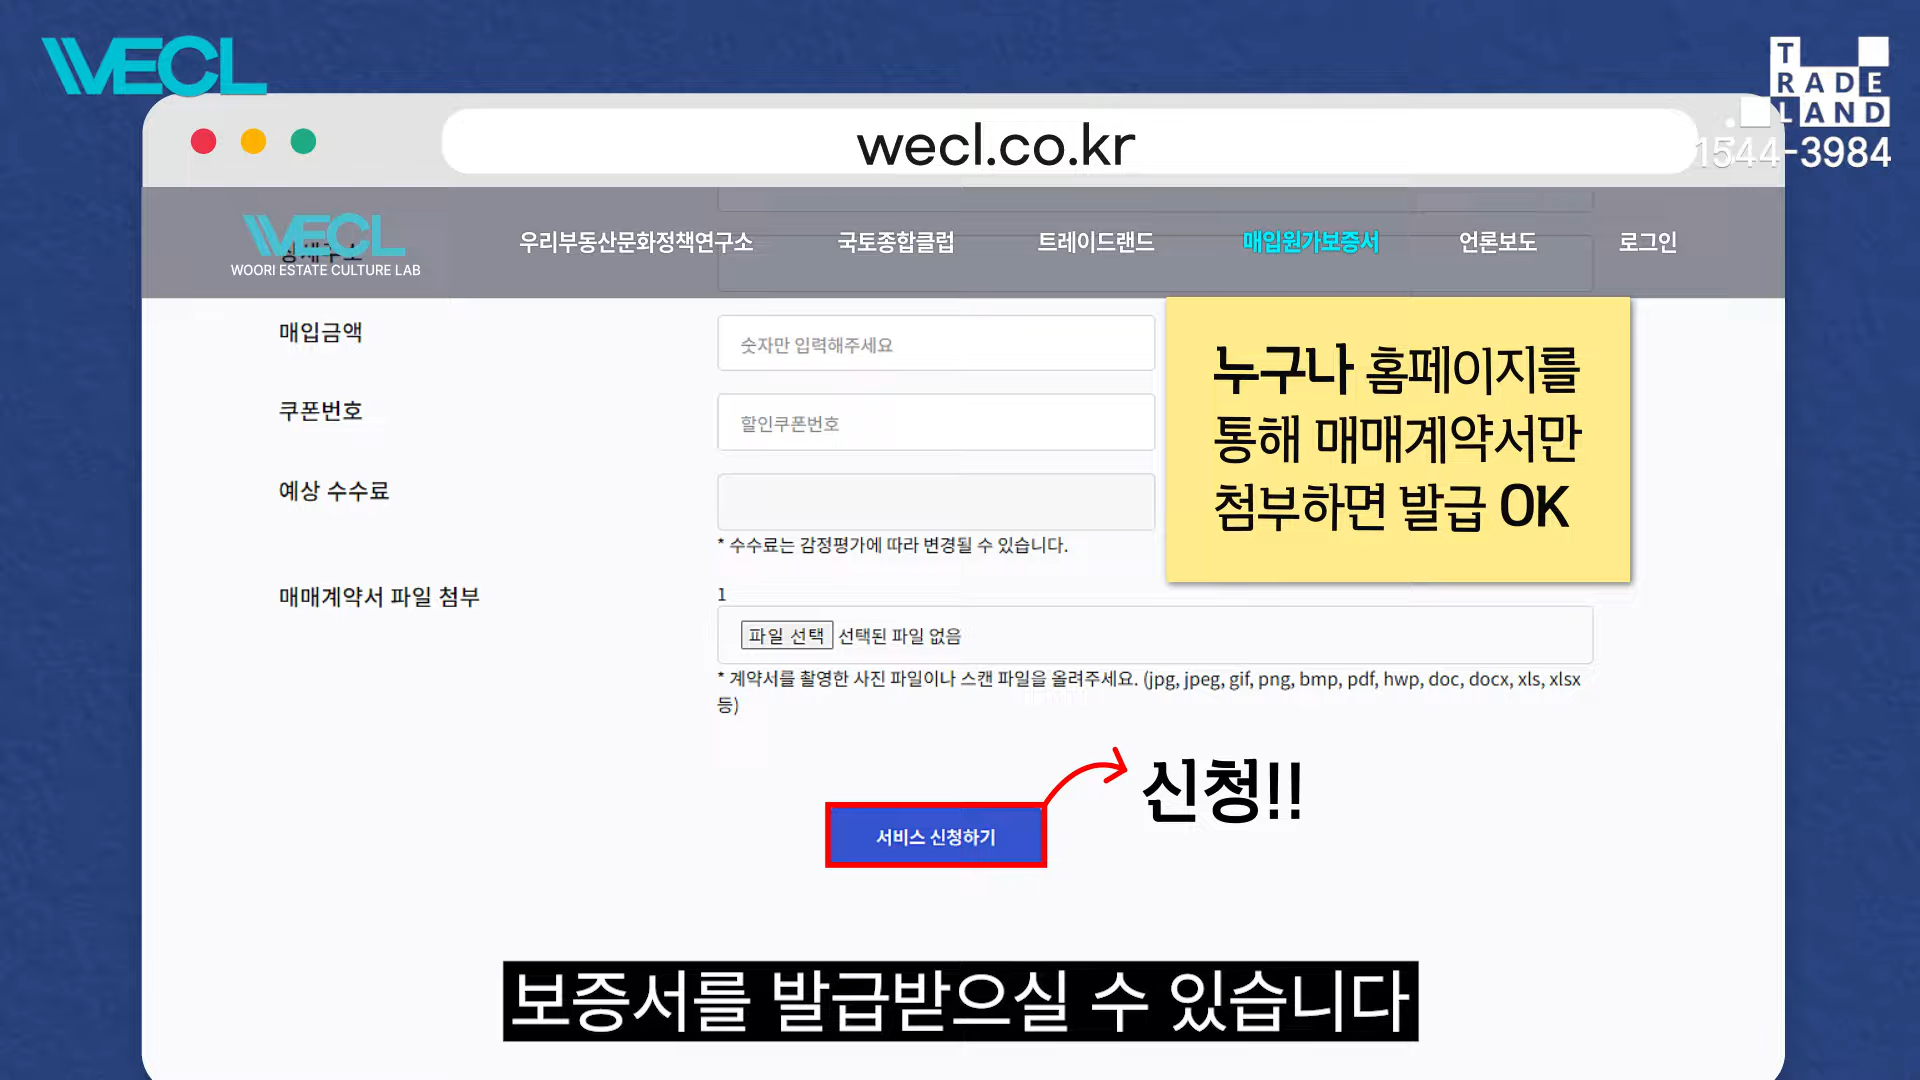 WECL
TRADE LAND
1544-3984
wecl.co.kr
WECL
WOORI ESTATE CULTURE LAB
우리부동산문화정책연구소
국토종합클럽
트레이드랜드
매입원가보증서
언론보도
로그인
매입금액
숫자만 입력해주세요
쿠폰번호
할인쿠폰번호
예상 수수료
* 수수료는 감정평가에 따라 변경될 수 있습니다.
누구나 홈페이지를
통해 매매계약서만
첨부하면 발급 OK
매매계약서 파일 첨부
1
파일 선택 선택된 파일 없음
* 계약서를 촬영한 사진 파일이나 스캔 파일을 올려주세요. (jpg, jpeg, gif, png, bmp, pdf, hwp, doc, docx, xls, xlsx
등)
신청!!
서비스 신청하기
보증서를 발급받으실 수 있습니다